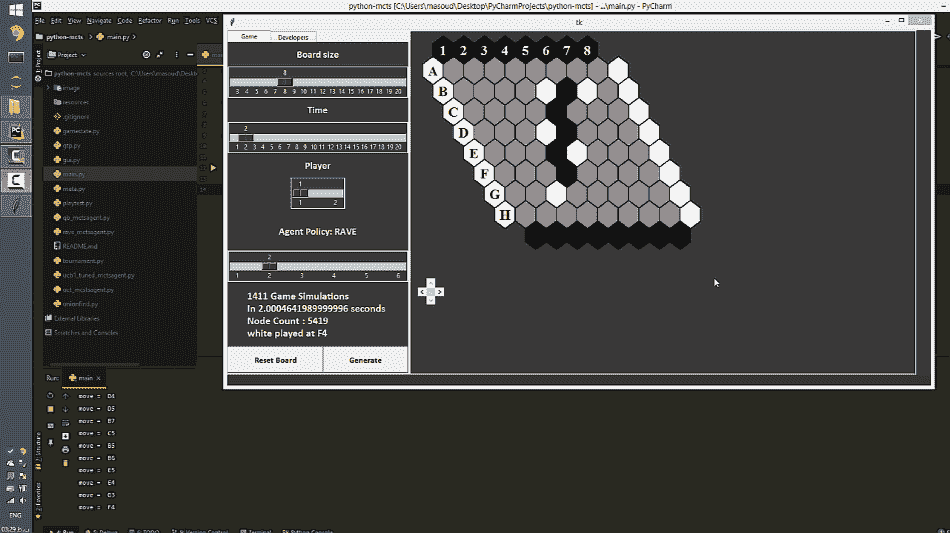 python-mcts [C:\Users\masoud\Desktop\PyCharmProjects\python-mcts] - ...\main.py - PyCharm
File Edit View Navigate Code Refactor Run Tools VCS
python-mcts main.py
Project
python-mcts sources root, C:\Users\masoud\Deskto
image
resources
.gitignore
gamestate.py
gtp.py
gui.py
main.py
meta.py
playtest.py
qb_mctsagent.py
rave_mctsagent.py
README.md
tournament.py
ucb1_tuned_mctsagent.py
uct_mctsagent.py
unionfind.py
External Libraries
Scratches and Consoles
tk
Game Developers
Board size
8
3 4 5 6 7 8 9 10 11 12 13 14 15 16 17 18 19 20
Time
2
1 2 3 4 5 6 7 8 9 10 11 12 13 14 15 16 17 18 19 20
Player
1
1 2
Agent Policy: RAVE
2
1 2 3 4 5 6
1411 Game Simulations
In 2.0004641989999996 seconds
Node Count : 5419
white played at F4
Reset Board Generate
1 2 3 4 5 6 7 8
A
B
C
D
E
F
G
H
Run: main
move = D4
move = D5
move = B7
move = C5
move = B5
move = B6
move = E5
move = E4
move = G3
move = F4
ENG